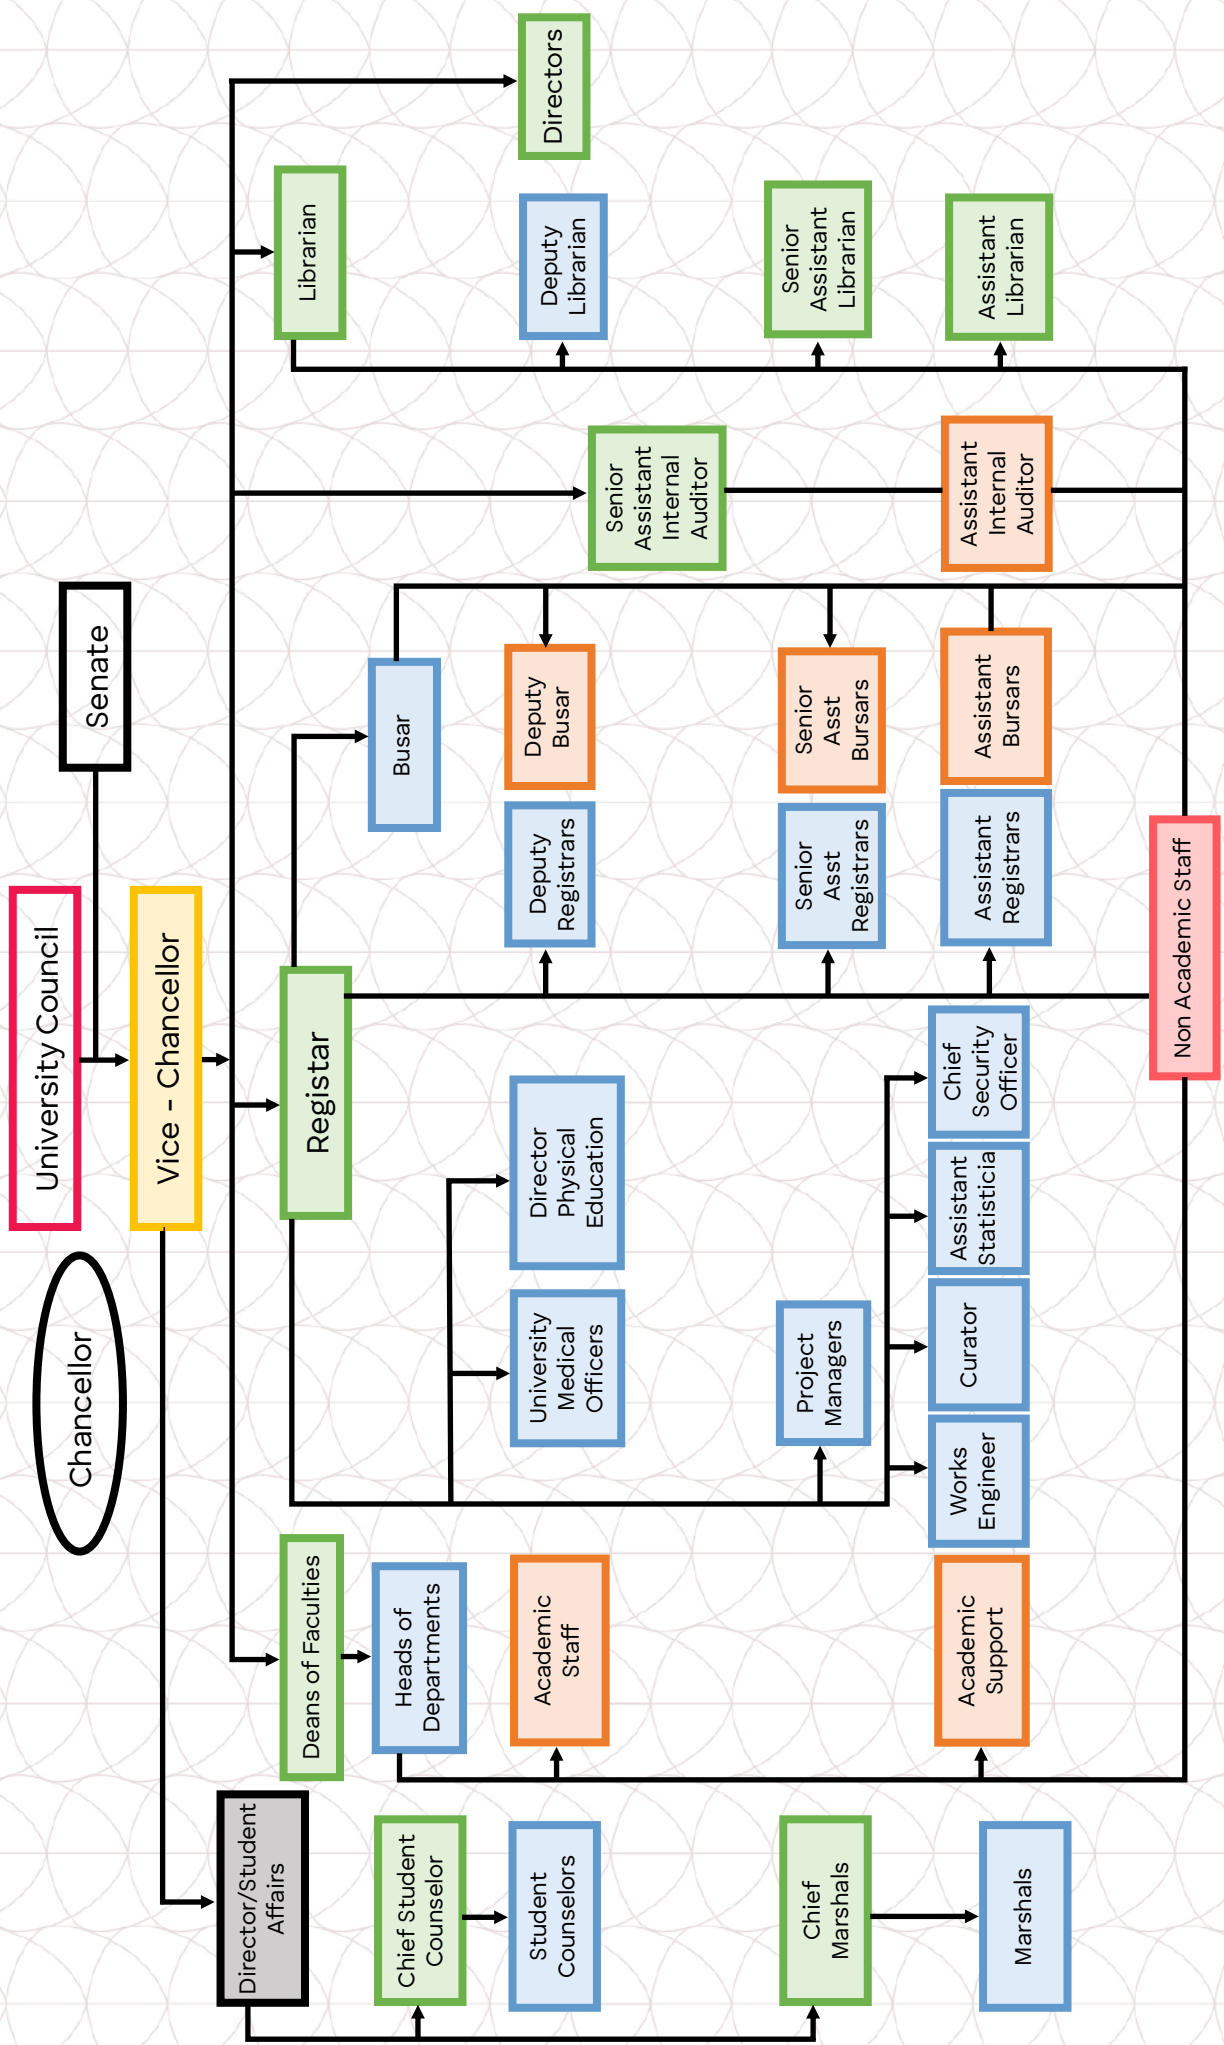 University Council
Senate
Chancellor
Vice - Chancellor
Director/Student
Affairs
Deans of Faculties
Registar
Librarian
Directors
Chief Student
Counselor
Heads of
Departments
Busar
Student
Counselors
Academic
Staff
University
Medical
Officers
Director
Physical
Education
Deputy
Registrars
Deputy
Busar
Senior
Assistant
Internal
Auditor
Deputy
Librarian
Chief
Marshals
Project
Managers
Senior
Asst
Registrars
Senior
Asst
Bursars
Senior
Assistant
Librarian
Marshals
Academic
Support
Works
Engineer
Curator
Assistant
Statisticia
Chief
Security
Officer
Assistant
Registrars
Assistant
Bursars
Assistant
Internal
Auditor
Assistant
Librarian
Non Academic Staff